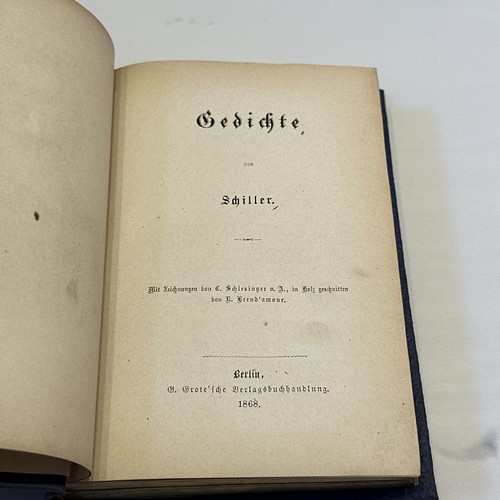 Gedichte
von
Schiller.
Mit Zeichnungen von C. Schlesinger u. A., in Holz geschnitten
von R. Brend'amour.
Berlin,
G. Grote'sche Verlagsbuchhandlung.
1868.